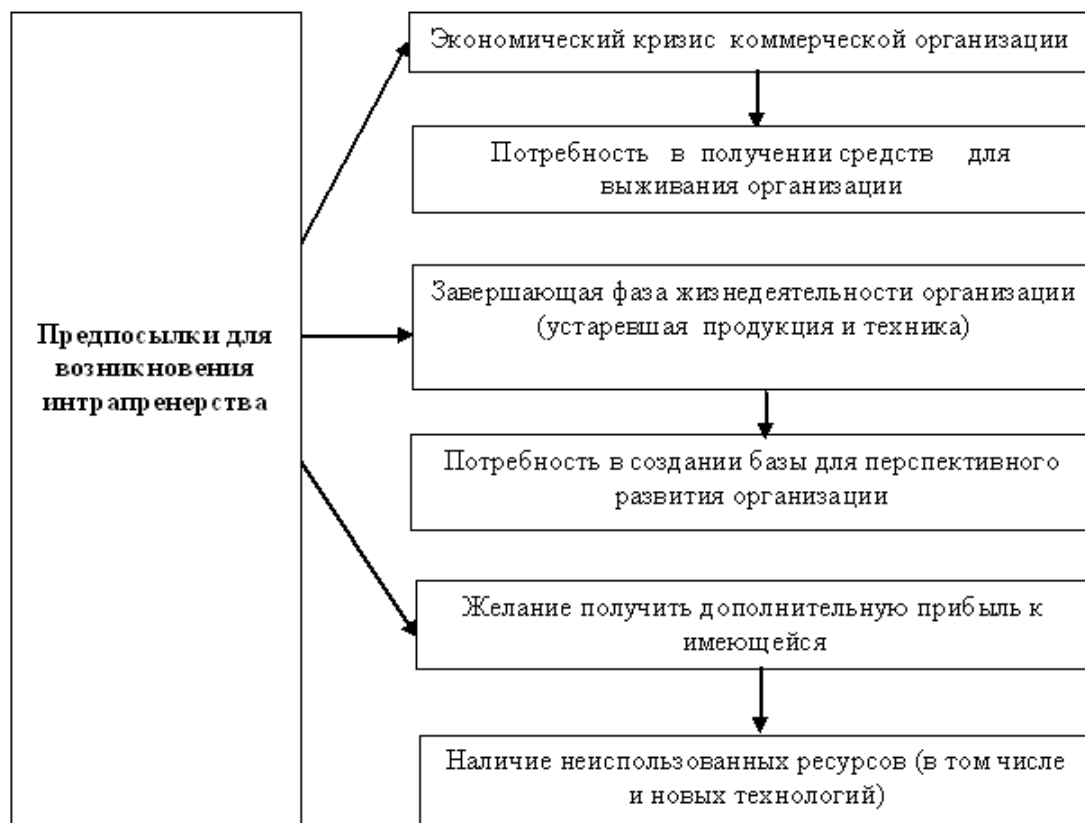 Предпосылки для
возникновения
интрапренерства
Экономический кризис коммерческой организации
Потребность в получении средств для
выживания организации
Завершающая фаза жизнедеятельности организации
(устаревшая продукция и техника)
Потребность в создании базы для перспективного
развития организации
Желание получить дополнительную прибыль к
имеющейся
Наличие неиспользованных ресурсов (в том числе
и новых технологий)